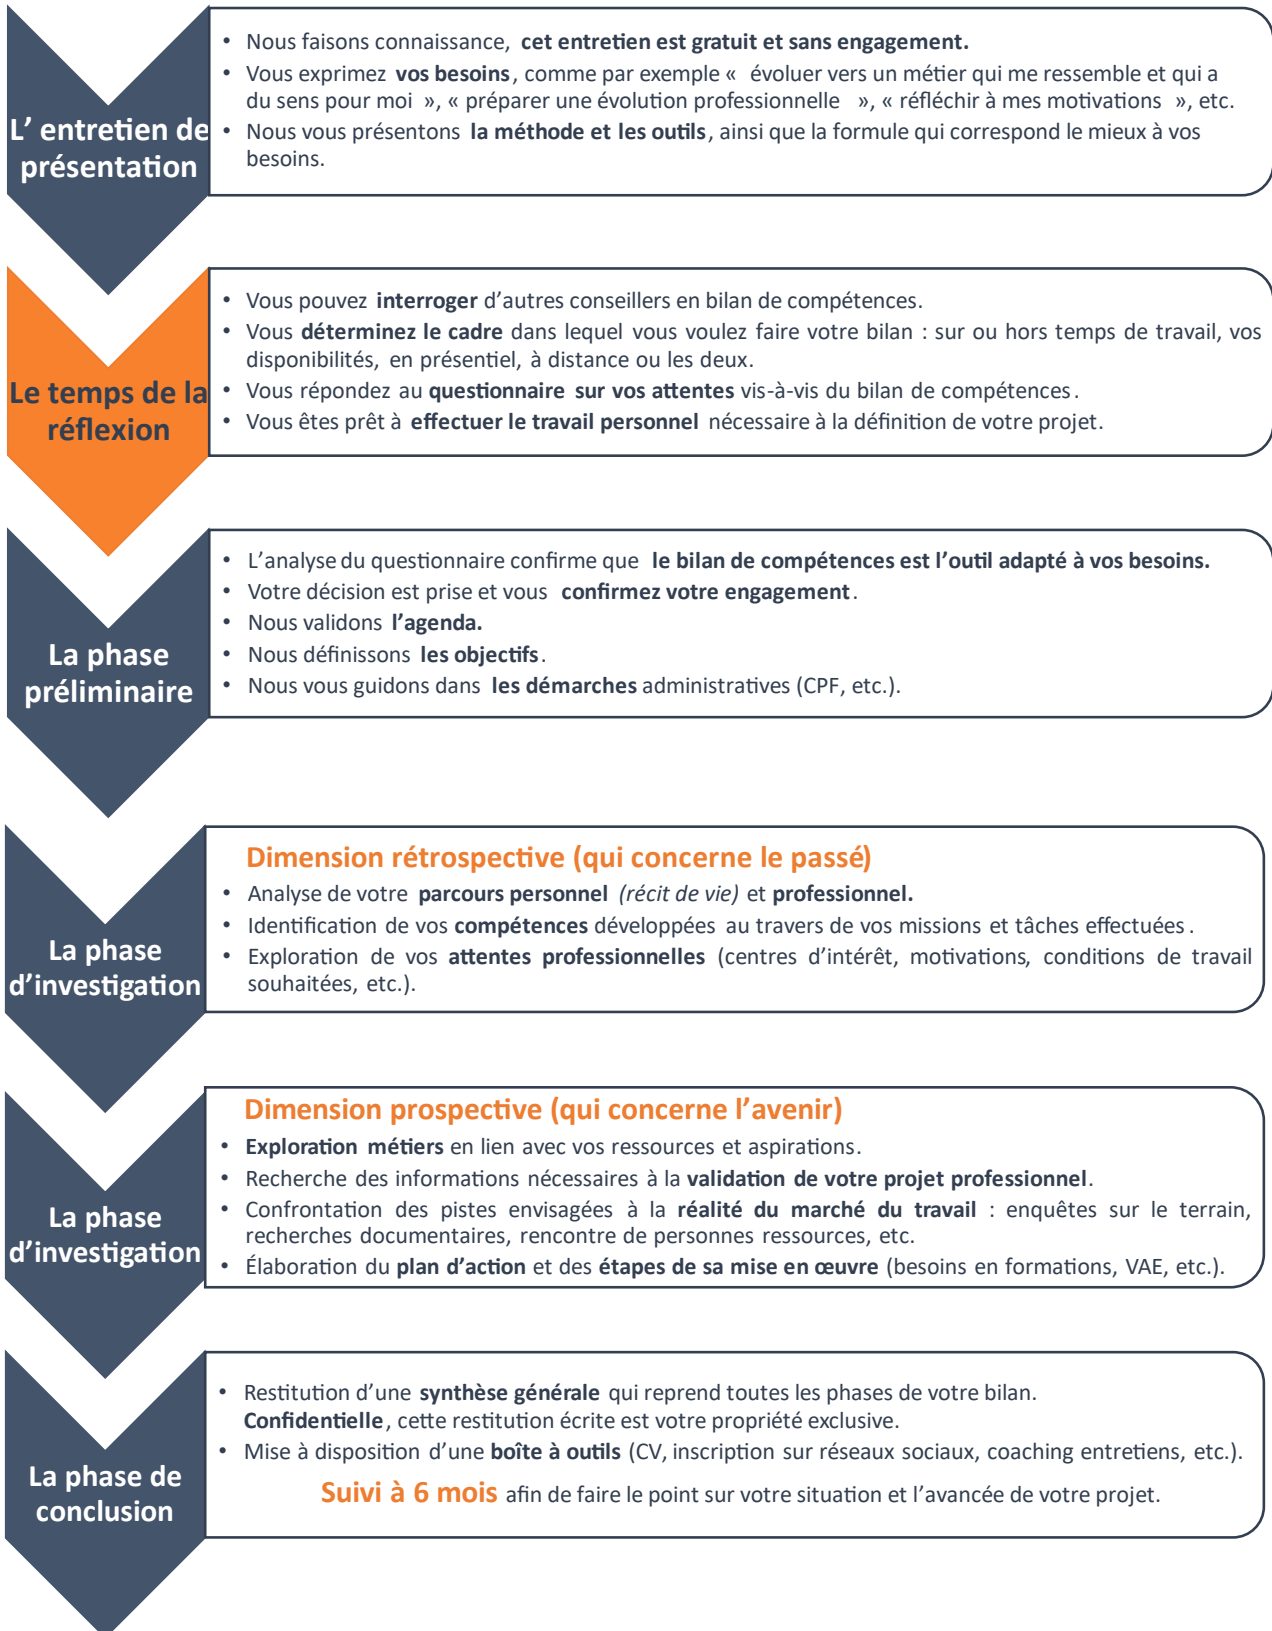 L’ entretien de
présentation
• Nous faisons connaissance, cet entretien est gratuit et sans engagement.
• Vous exprimez vos besoins, comme par exemple « évoluer vers un métier qui me ressemble et qui a
du sens pour moi », « préparer une évolution professionnelle », « réfléchir à mes motivations », etc.
• Nous vous présentons la méthode et les outils, ainsi que la formule qui correspond le mieux à vos
besoins.
Le temps de la
réflexion
• Vous pouvez interroger d’autres conseillers en bilan de compétences.
• Vous déterminez le cadre dans lequel vous voulez faire votre bilan : sur ou hors temps de travail, vos
disponibilités, en présentiel, à distance ou les deux.
• Vous répondez au questionnaire sur vos attentes vis-à-vis du bilan de compétences.
• Vous êtes prêt à effectuer le travail personnel nécessaire à la définition de votre projet.
La phase
préliminaire
• L’analyse du questionnaire confirme que le bilan de compétences est l’outil adapté à vos besoins.
• Votre décision est prise et vous confirmez votre engagement.
• Nous validons l’agenda.
• Nous définissons les objectifs.
• Nous vous guidons dans les démarches administratives (CPF, etc.).
La phase
d’investigation
Dimension rétrospective (qui concerne le passé)
• Analyse de votre parcours personnel (récit de vie) et professionnel.
• Identification de vos compétences développées au travers de vos missions et tâches effectuées.
• Exploration de vos attentes professionnelles (centres d’intérêt, motivations, conditions de travail
souhaitées, etc.).
La phase
d’investigation
Dimension prospective (qui concerne l’avenir)
• Exploration métiers en lien avec vos ressources et aspirations.
• Recherche des informations nécessaires à la validation de votre projet professionnel.
• Confrontation des pistes envisagées à la réalité du marché du travail : enquêtes sur le terrain,
recherches documentaires, rencontre de personnes ressources, etc.
• Élaboration du plan d’action et des étapes de sa mise en œuvre (besoins en formations, VAE, etc.).
La phase de
conclusion
• Restitution d’une synthèse générale qui reprend toutes les phases de votre bilan.
Confidentielle, cette restitution écrite est votre propriété exclusive.
• Mise à disposition d’une boîte à outils (CV, inscription sur réseaux sociaux, coaching entretiens, etc.).
Suivi à 6 mois afin de faire le point sur votre situation et l’avancée de votre projet.